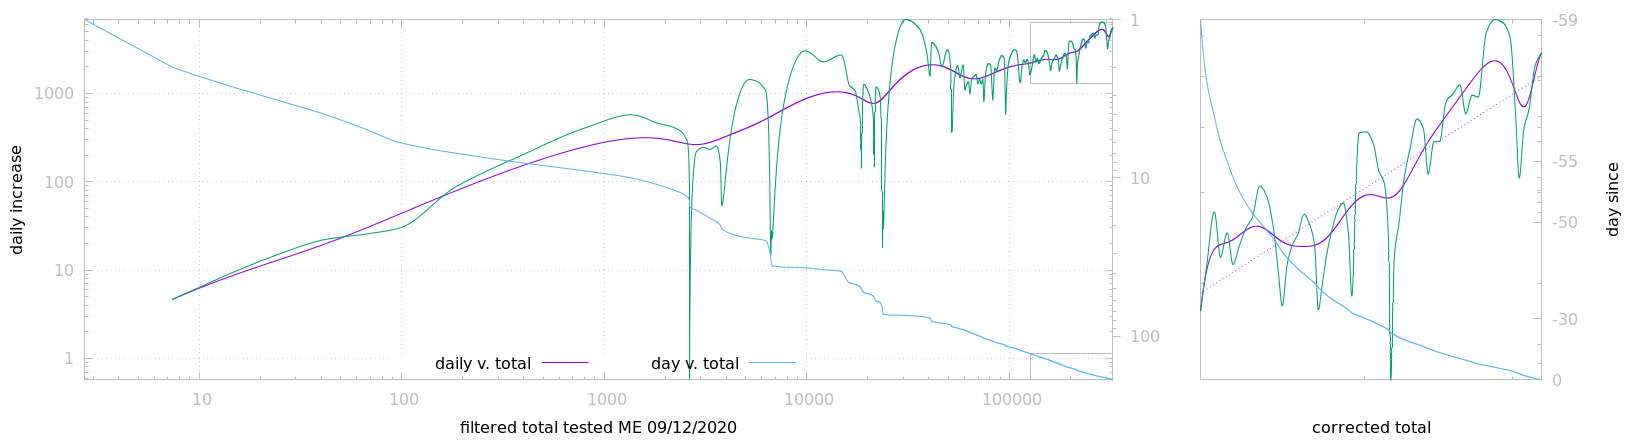 daily increase
1000
100
10
1
10
100
1000
10000
100000
1
10
100
daily v. total
day v. total
filtered total tested ME 09/12/2020
-59
-55
-50
-30
0
day since
corrected total